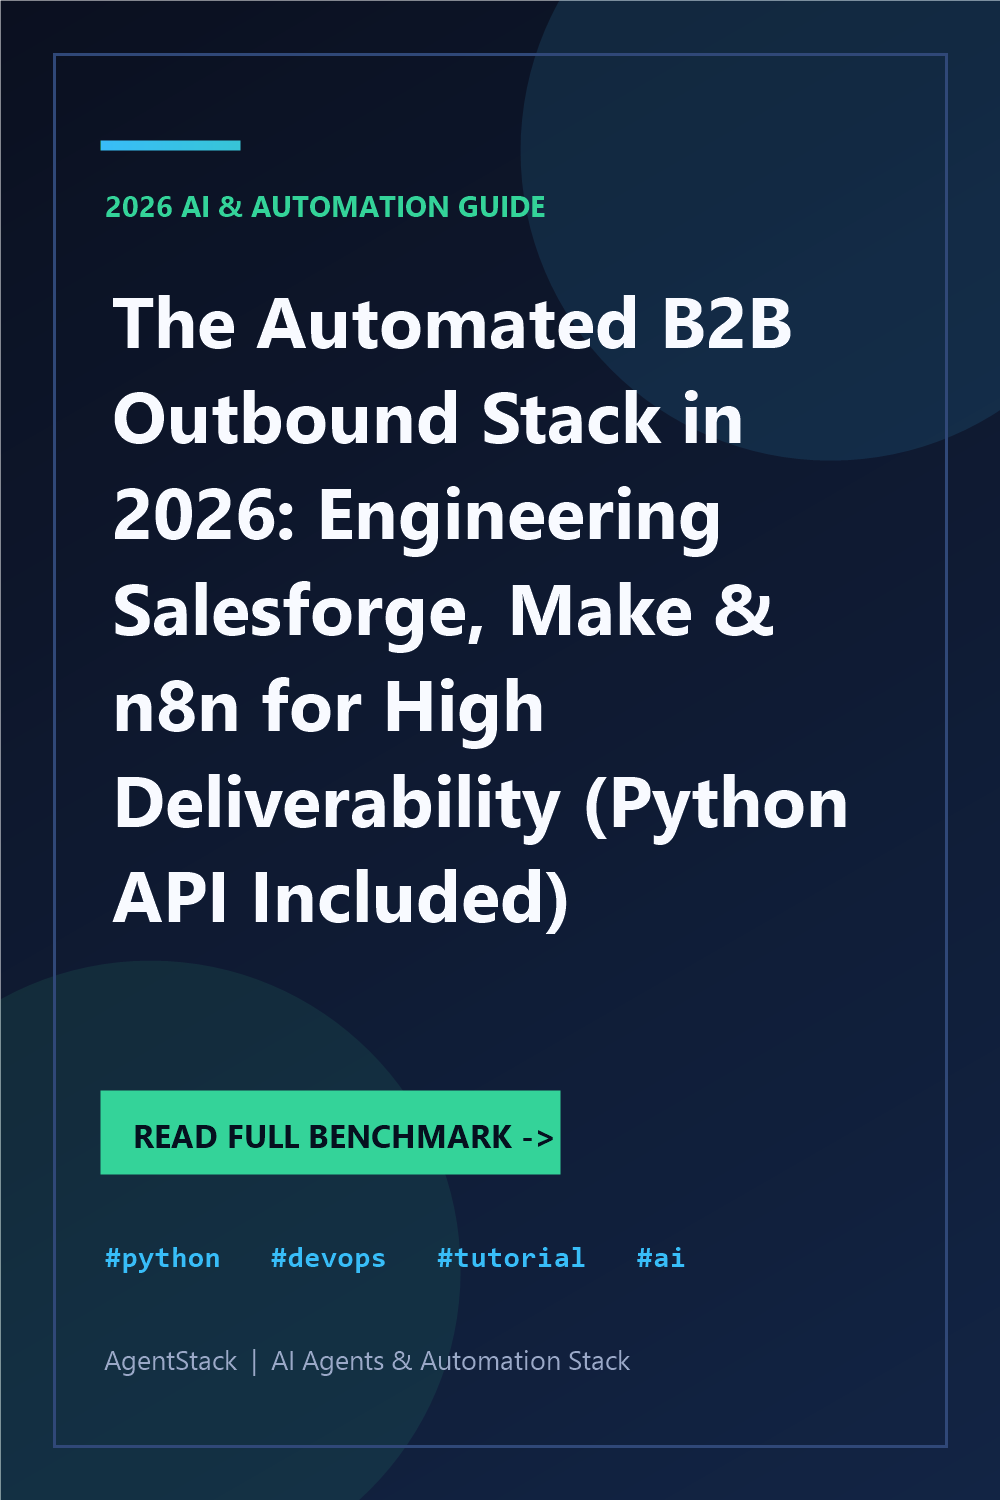 2026 AI & AUTOMATION GUIDE
The Automated B2B
Outbound Stack in
2026: Engineering
Salesforge, Make &
n8n for High
Deliverability (Python
API Included)
READ FULL BENCHMARK ->
#python #devops #tutorial #ai
AgentStack | AI Agents & Automation Stack